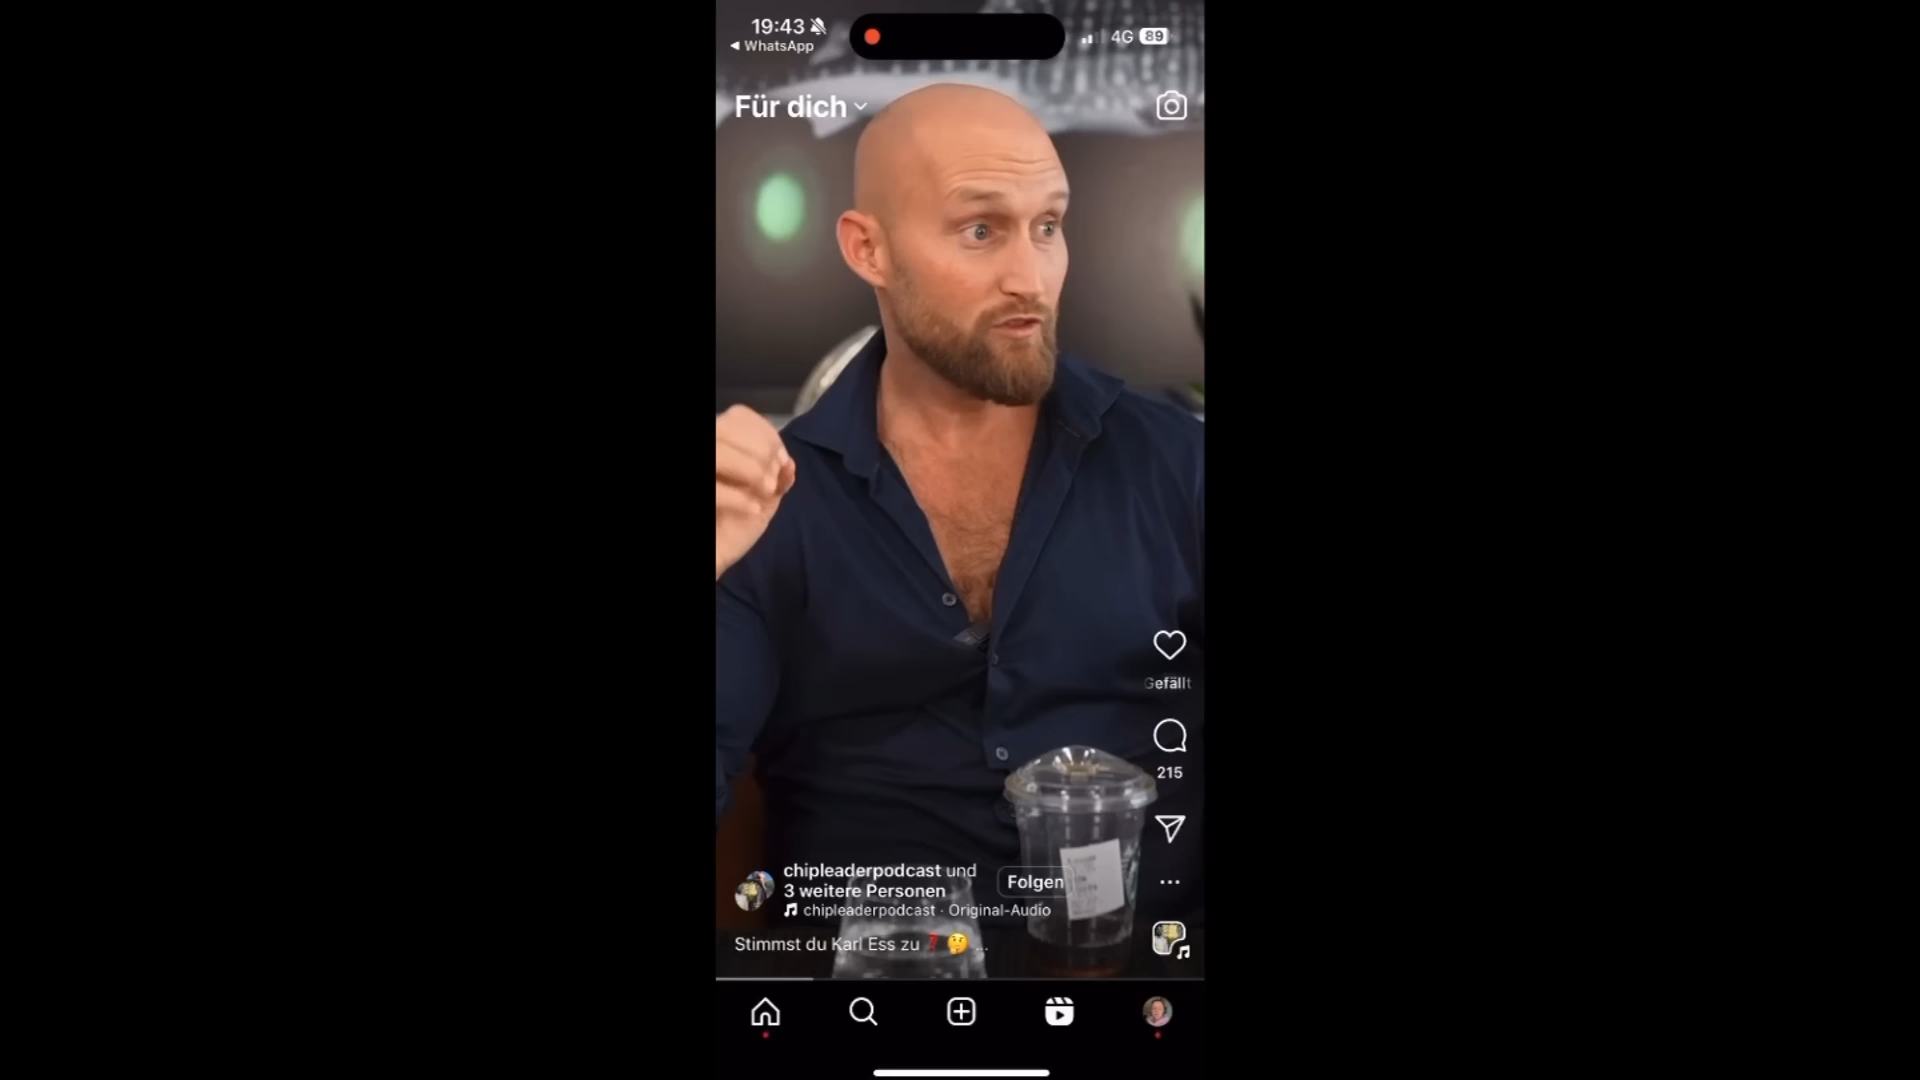 19:43
WhatsApp
4G 89
Für dich
Gefällt
215
chipleaderpodcast und
3 weitere Personen
Folgen
chipleaderpodcast · Original-Audio
Stimmst du Karl Ess zu ❓🤔 ...